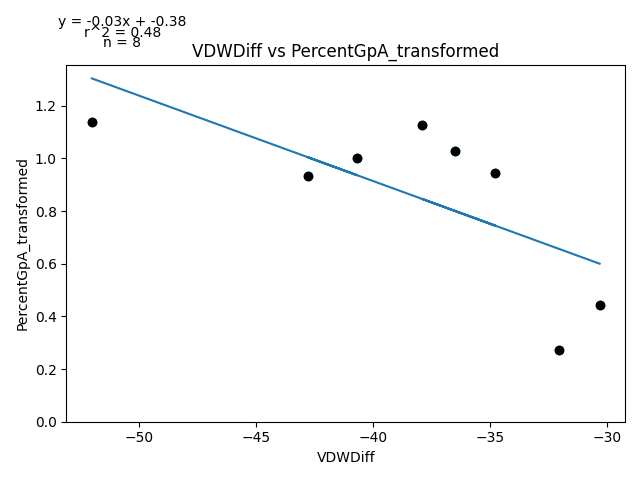 y = -0.03x + -0.38
r^2 = 0.48
n = 8
VDWDiff vs PercentGpA_transformed
PercentGpA_transformed
1.2
1.0
0.8
0.6
0.4
0.2
0.0
−50
−45
−40
−35
−30
VDWDiff